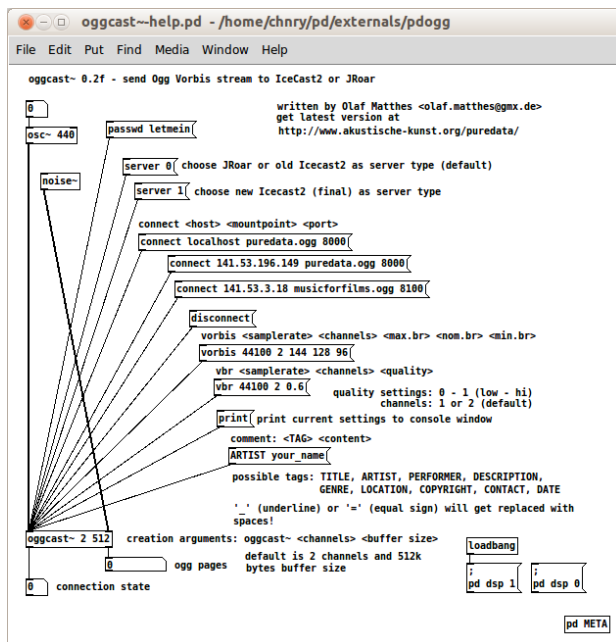 oggcast~-help.pd - /home/chnry/pd/externals/pdogg
File Edit Put Find Media Window Help
oggcast~ 0.2f - send Ogg Vorbis stream to IceCast2 or JRoar
0
written by Olaf Matthes <olaf.matthes@gmx.de>
get latest version at
http://www.akustische-kunst.org/puredata/
osc~ 440
passwd letmein
server 0 choose JRoar or old Icecast2 as server type (default)
noise~
server 1 choose new Icecast2 (final) as server type
connect <host> <mountpoint> <port>
connect localhost puredata.ogg 8000
connect 141.53.196.149 puredata.ogg 8000
connect 141.53.3.18 musicforfilms.ogg 8100
disconnect
vorbis <samplerate> <channels> <max.br> <nom.br> <min.br>
vorbis 44100 2 144 128 96
vbr <samplerate> <channels> <quality>
vbr 44100 2 0.6
quality settings: 0 - 1 (low - hi)
channels: 1 or 2 (default)
print print current settings to console window
comment: <TAG> <content>
ARTIST your_name
possible tags: TITLE, ARTIST, PERFORMER, DESCRIPTION,
GENRE, LOCATION, COPYRIGHT, CONTACT, DATE
'_' (underline) or '=' (equal sign) will get replaced with
spaces!
oggcast~ 2 512 creation arguments: oggcast~ <channels> <buffer size>
default is 2 channels and 512k
bytes buffer size
0 ogg pages
0 connection state
loadbang
;
pd dsp 1
;
pd dsp 0
pd META